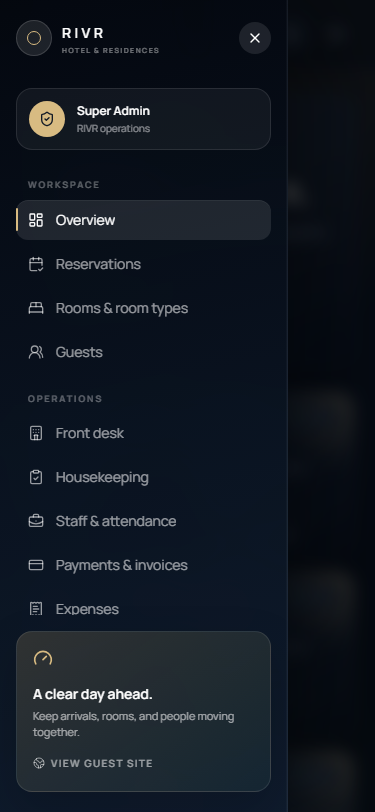 RIVR
HOTEL & RESIDENCES
Super Admin
RIVR operations
WORKSPACE
Overview
Reservations
Rooms & room types
Guests
OPERATIONS
Front desk
Housekeeping
Staff & attendance
Payments & invoices
Expenses
A clear day ahead.
Keep arrivals, rooms, and people moving
together.
VIEW GUEST SITE